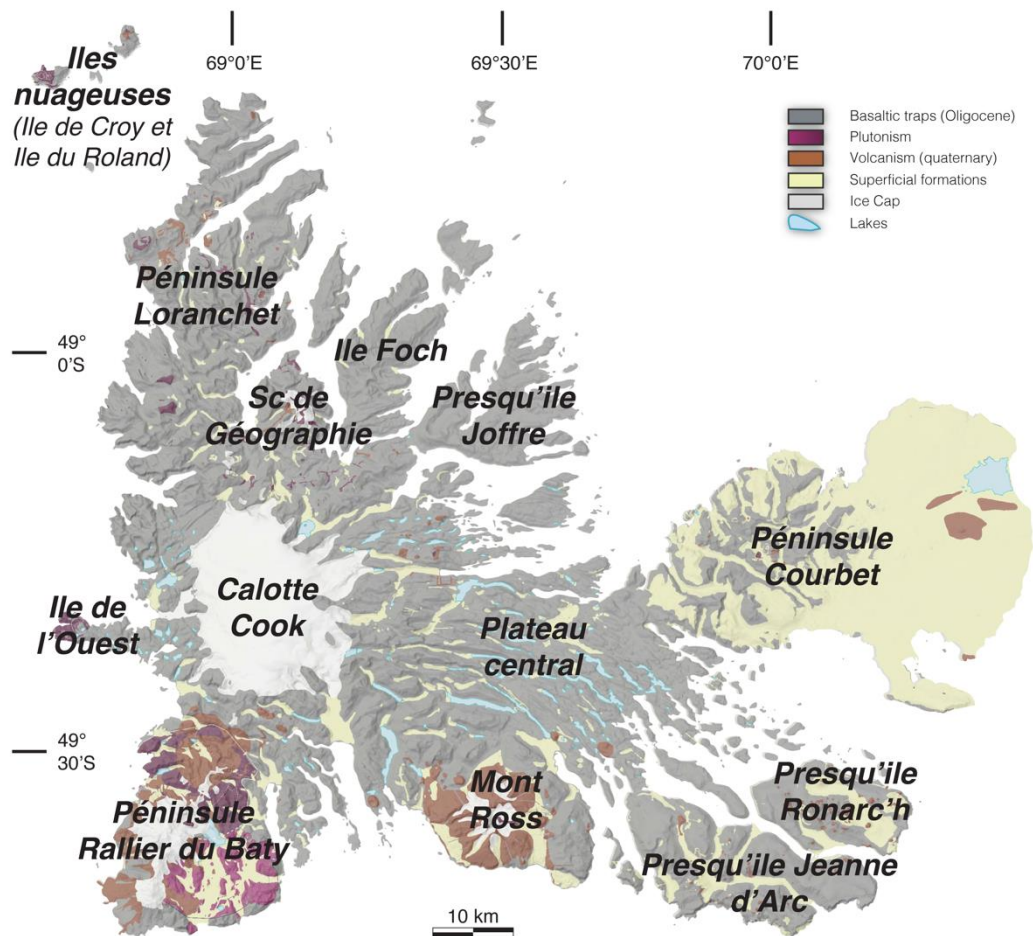 69°0'E
69°30'E
70°0'E
Iles
nuageuses
(Ile de Croy et
Ile du Roland)
Basaltic traps (Oligocene)
Plutonism
Volcanism (quaternary)
Superficial formations
Ice Cap
Lakes
Péninsule
Loranchet
49°
0'S
Ile Foch
Sc de
Géographie
Presqu'ile
Joffre
Péninsule
Courbet
Calotte
Cook
Ile de
l'Ouest
Plateau
central
49°
30'S
Mont
Ross
Presqu'ile
Ronarc'h
Péninsule
Rallier du Baty
Presqu'ile Jeanne
d'Arc
10 km